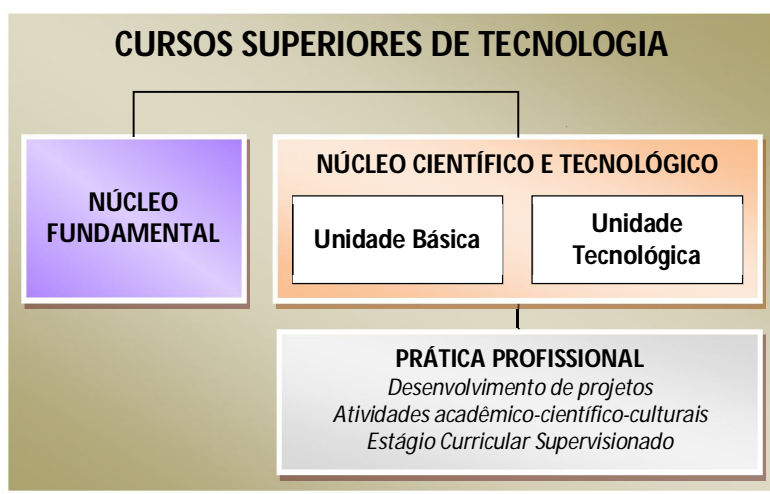 CURSOS SUPERIORES DE TECNOLOGIA
NÚCLEO
FUNDAMENTAL
NÚCLEO CIENTÍFICO E TECNOLÓGICO
Unidade Básica
Unidade
Tecnológica
PRÁTICA PROFISSIONAL
Desenvolvimento de projetos
Atividades acadêmico-científico-culturais
Estágio Curricular Supervisionado